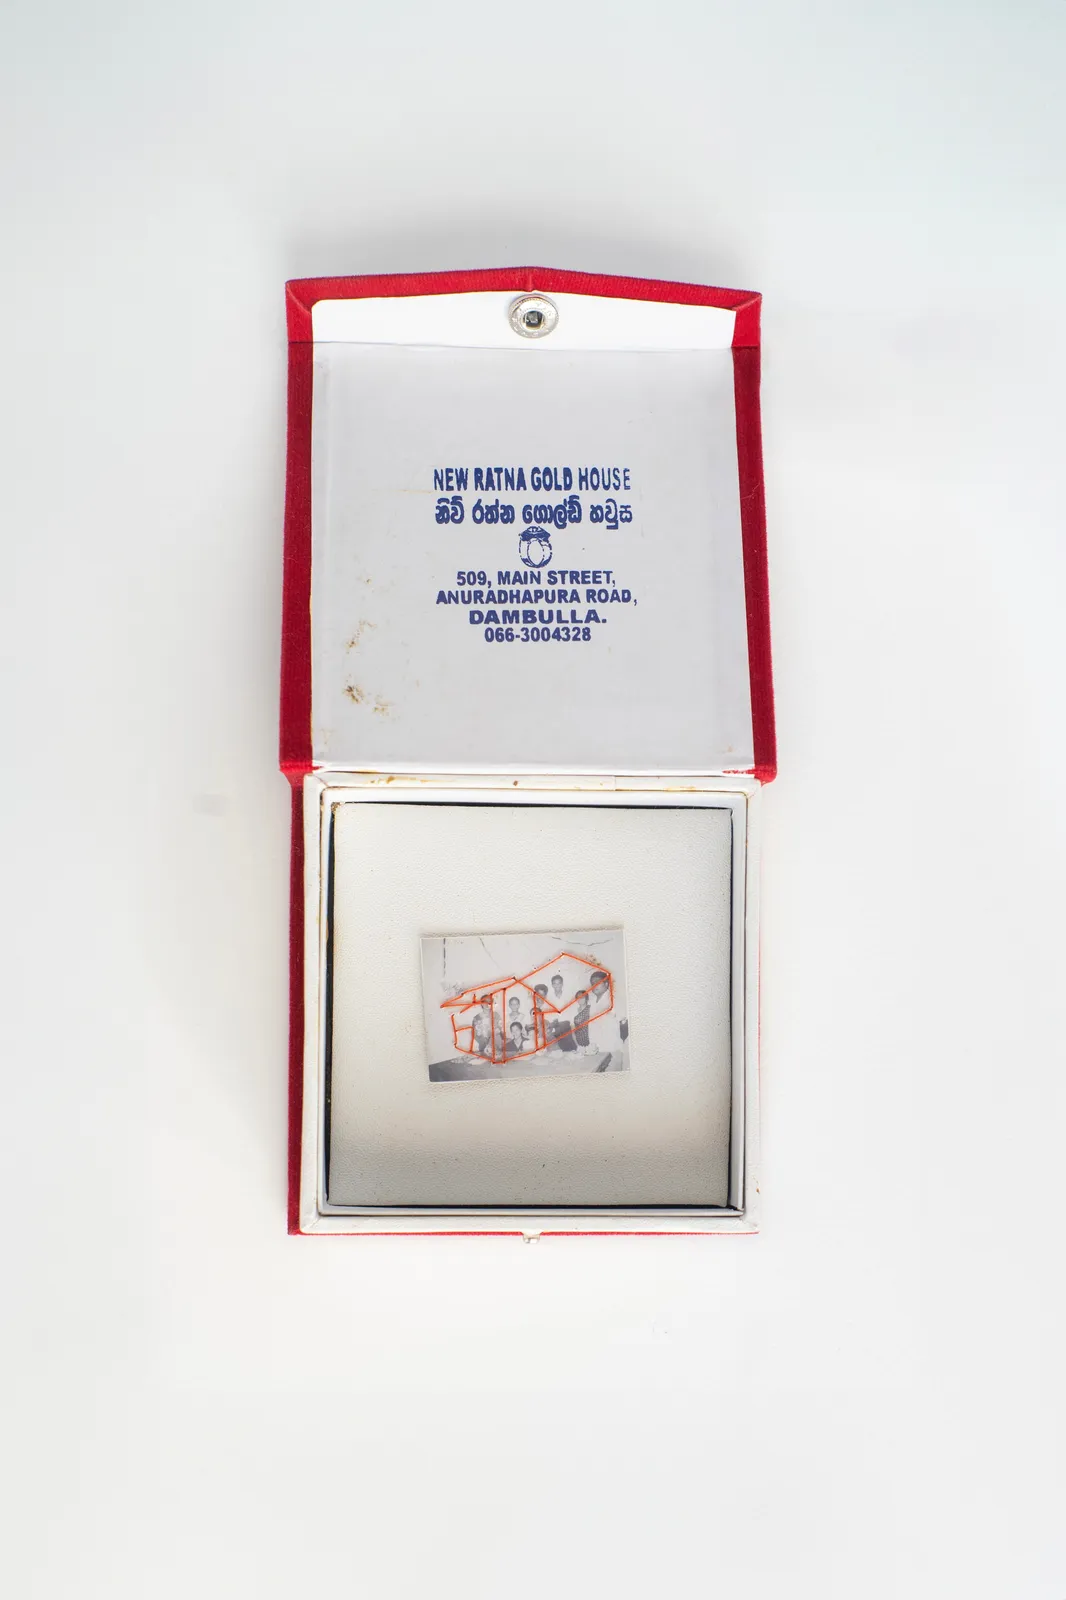 NEW RATNA GOLD HOUSE
නිව් රත්න ගෝල්ඩ් හවුස
509, MAIN STREET,
ANURADHAPURA ROAD,
DAMBULLA.
066-3004328